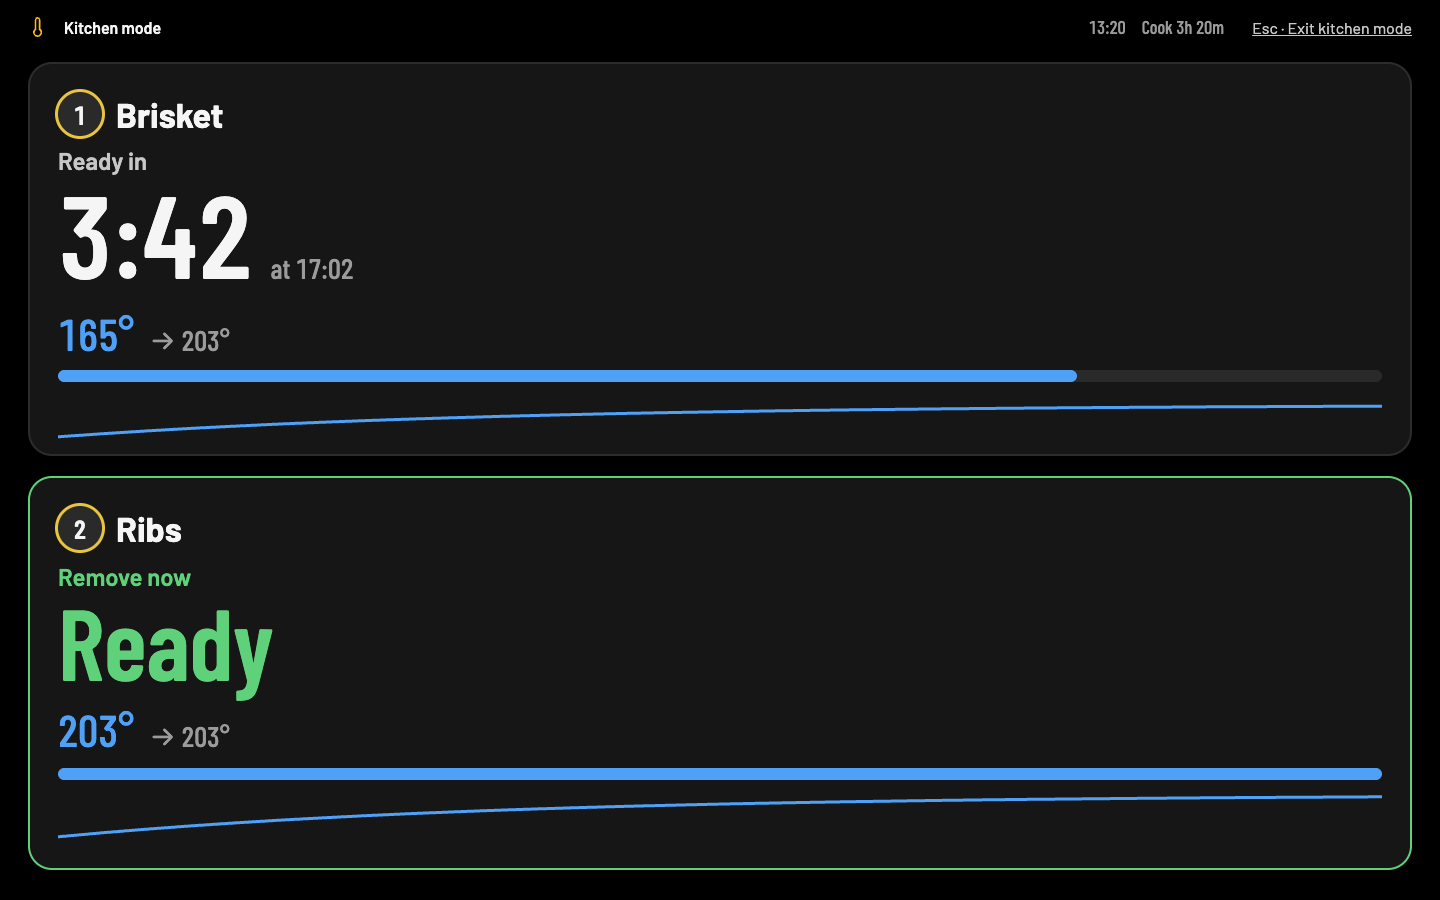 Kitchen mode
13:20 Cook 3h 20m Esc · Exit kitchen mode
1 Brisket
Ready in
3:42 at 17:02
165° → 203°
2 Ribs
Remove now
Ready
203° → 203°